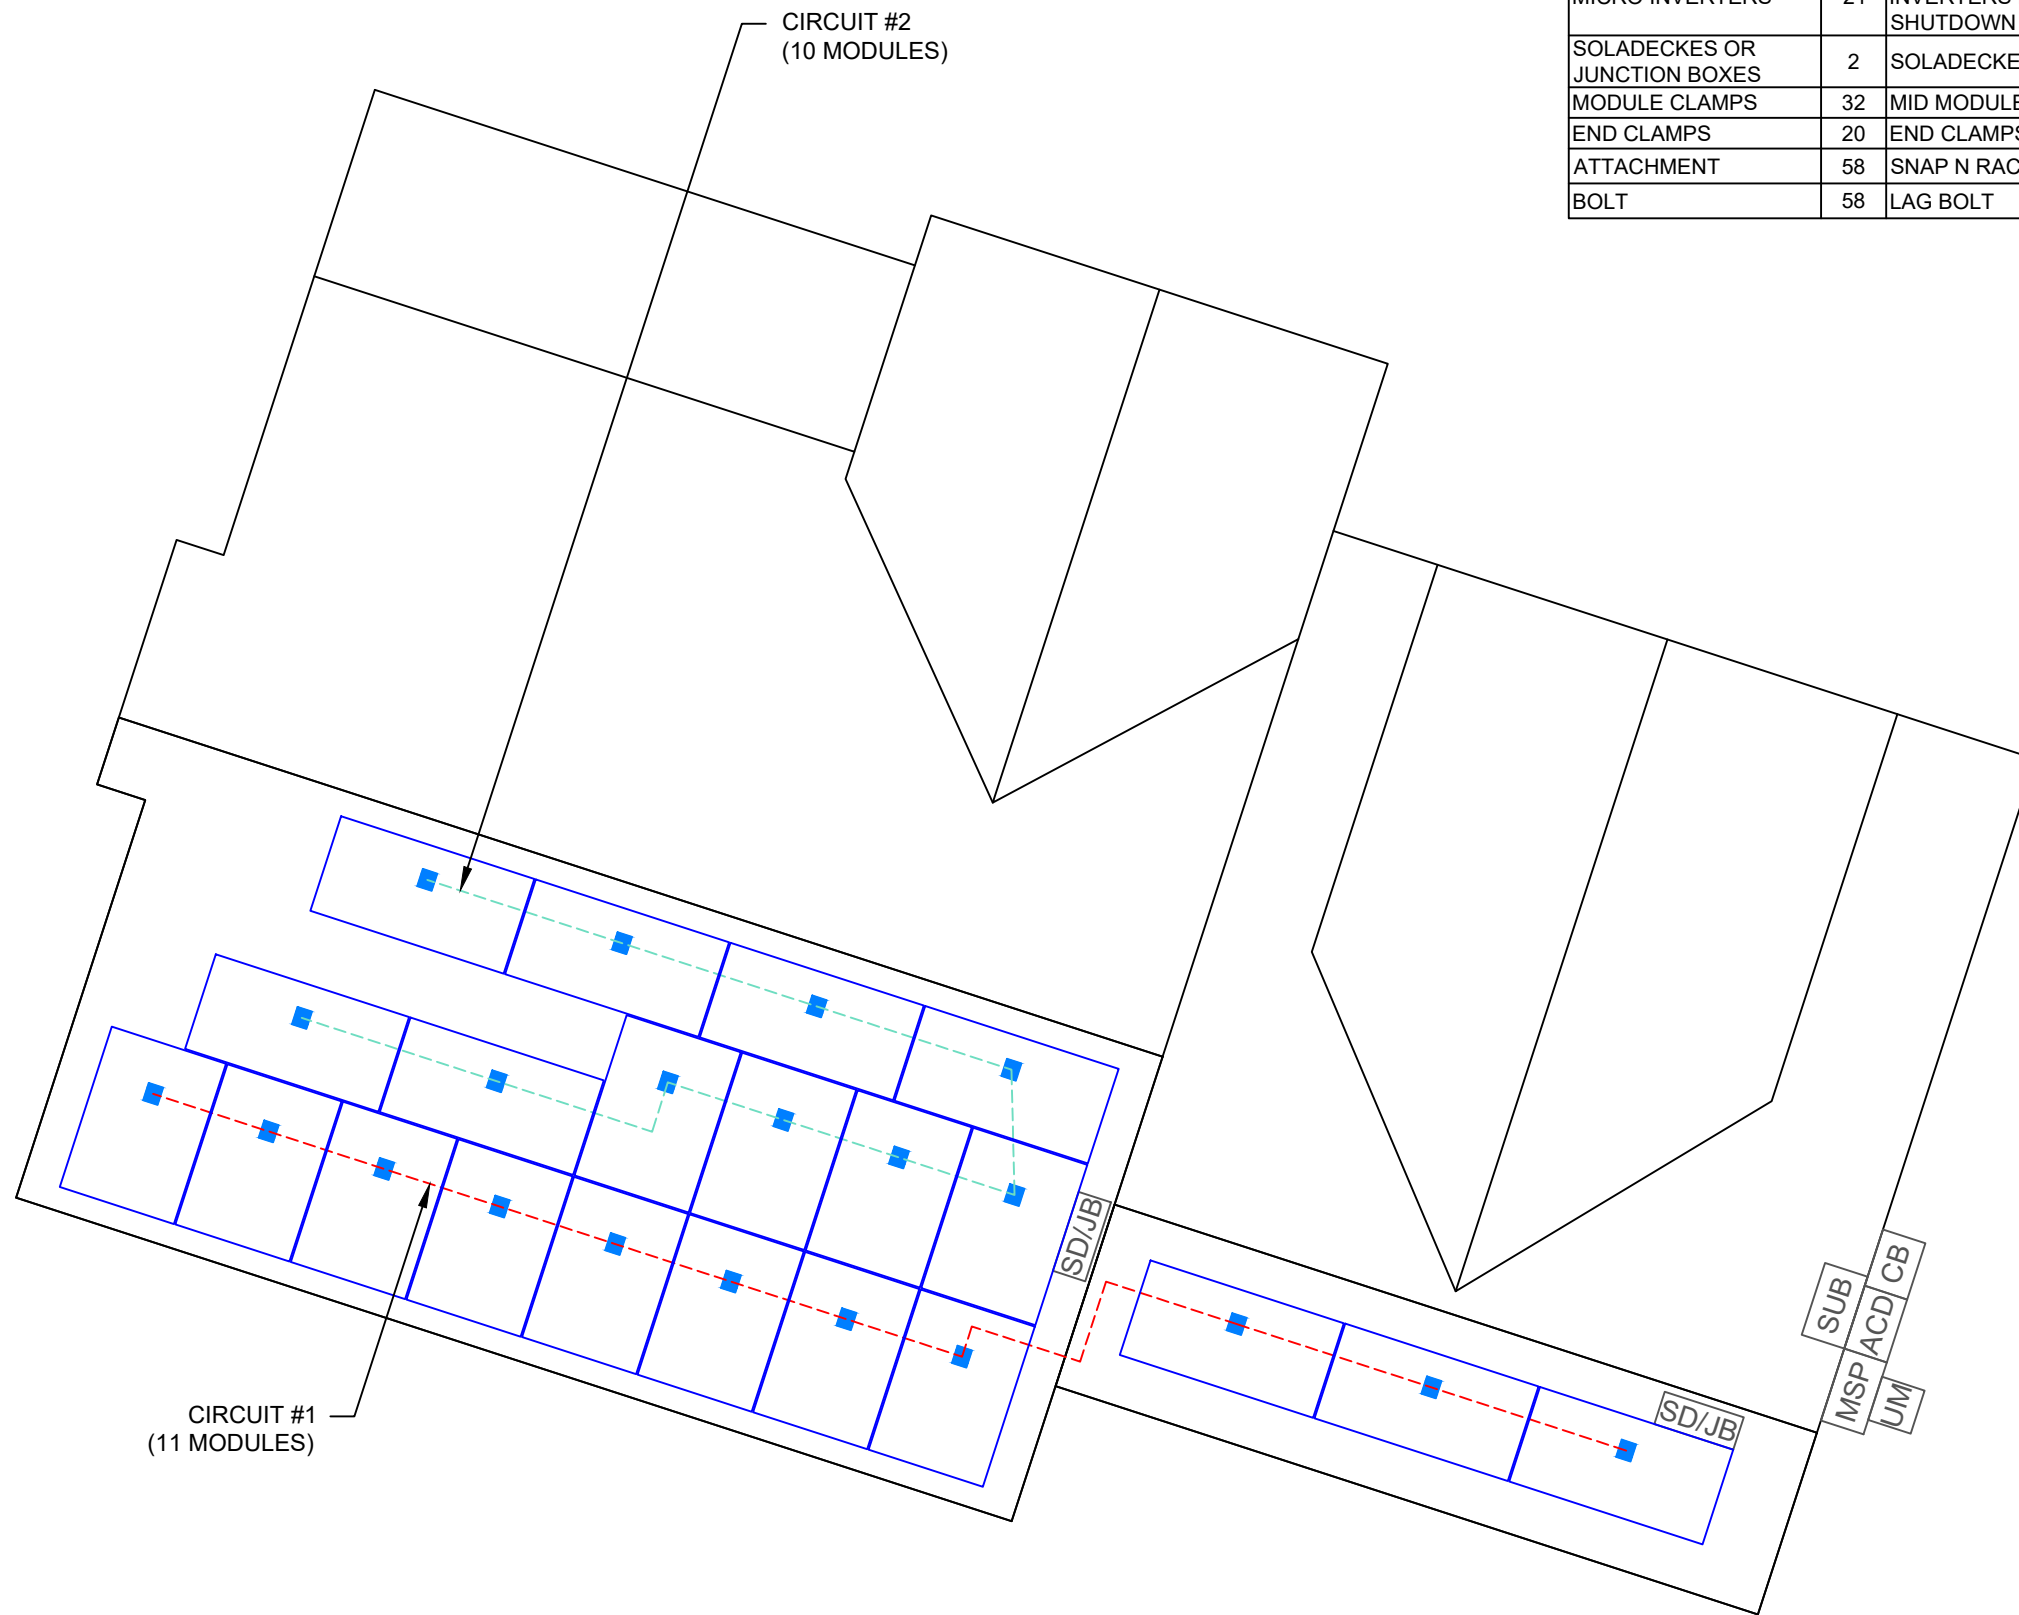 CIRCUIT #2
(10 MODULES)
SHUTDOWN
SOLADECKES OR
JUNCTION BOXES
2
MODULE CLAMPS 32
END CLAMPS 20
ATTACHMENT 58 SNAP N
BOLT 58 LAG BOLT
SD/JB
SD/JB
SUB
CB
ACD
MSP
UM
CIRCUIT #1
(11 MODULES)